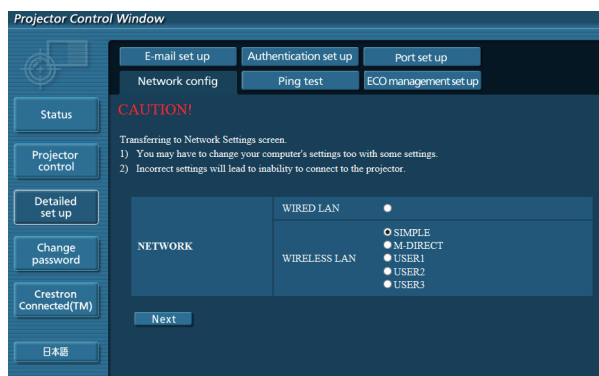 Projector Control Window
E-mail set up
Authentication set up
Port set up
Network config
Ping test
ECO management set up
Status
Projector
control
Detailed
set up
Change
password
Crestron
Connected(TM)
日本語
CAUTION!
Transferring to Network Settings screen.
1) You may have to change your computer's settings too with some settings.
2) Incorrect settings will lead to inability to connect to the projector.
NETWORK
WIRED LAN
WIRELESS LAN
SIMPLE
M-DIRECT
USER1
USER2
USER3
Next